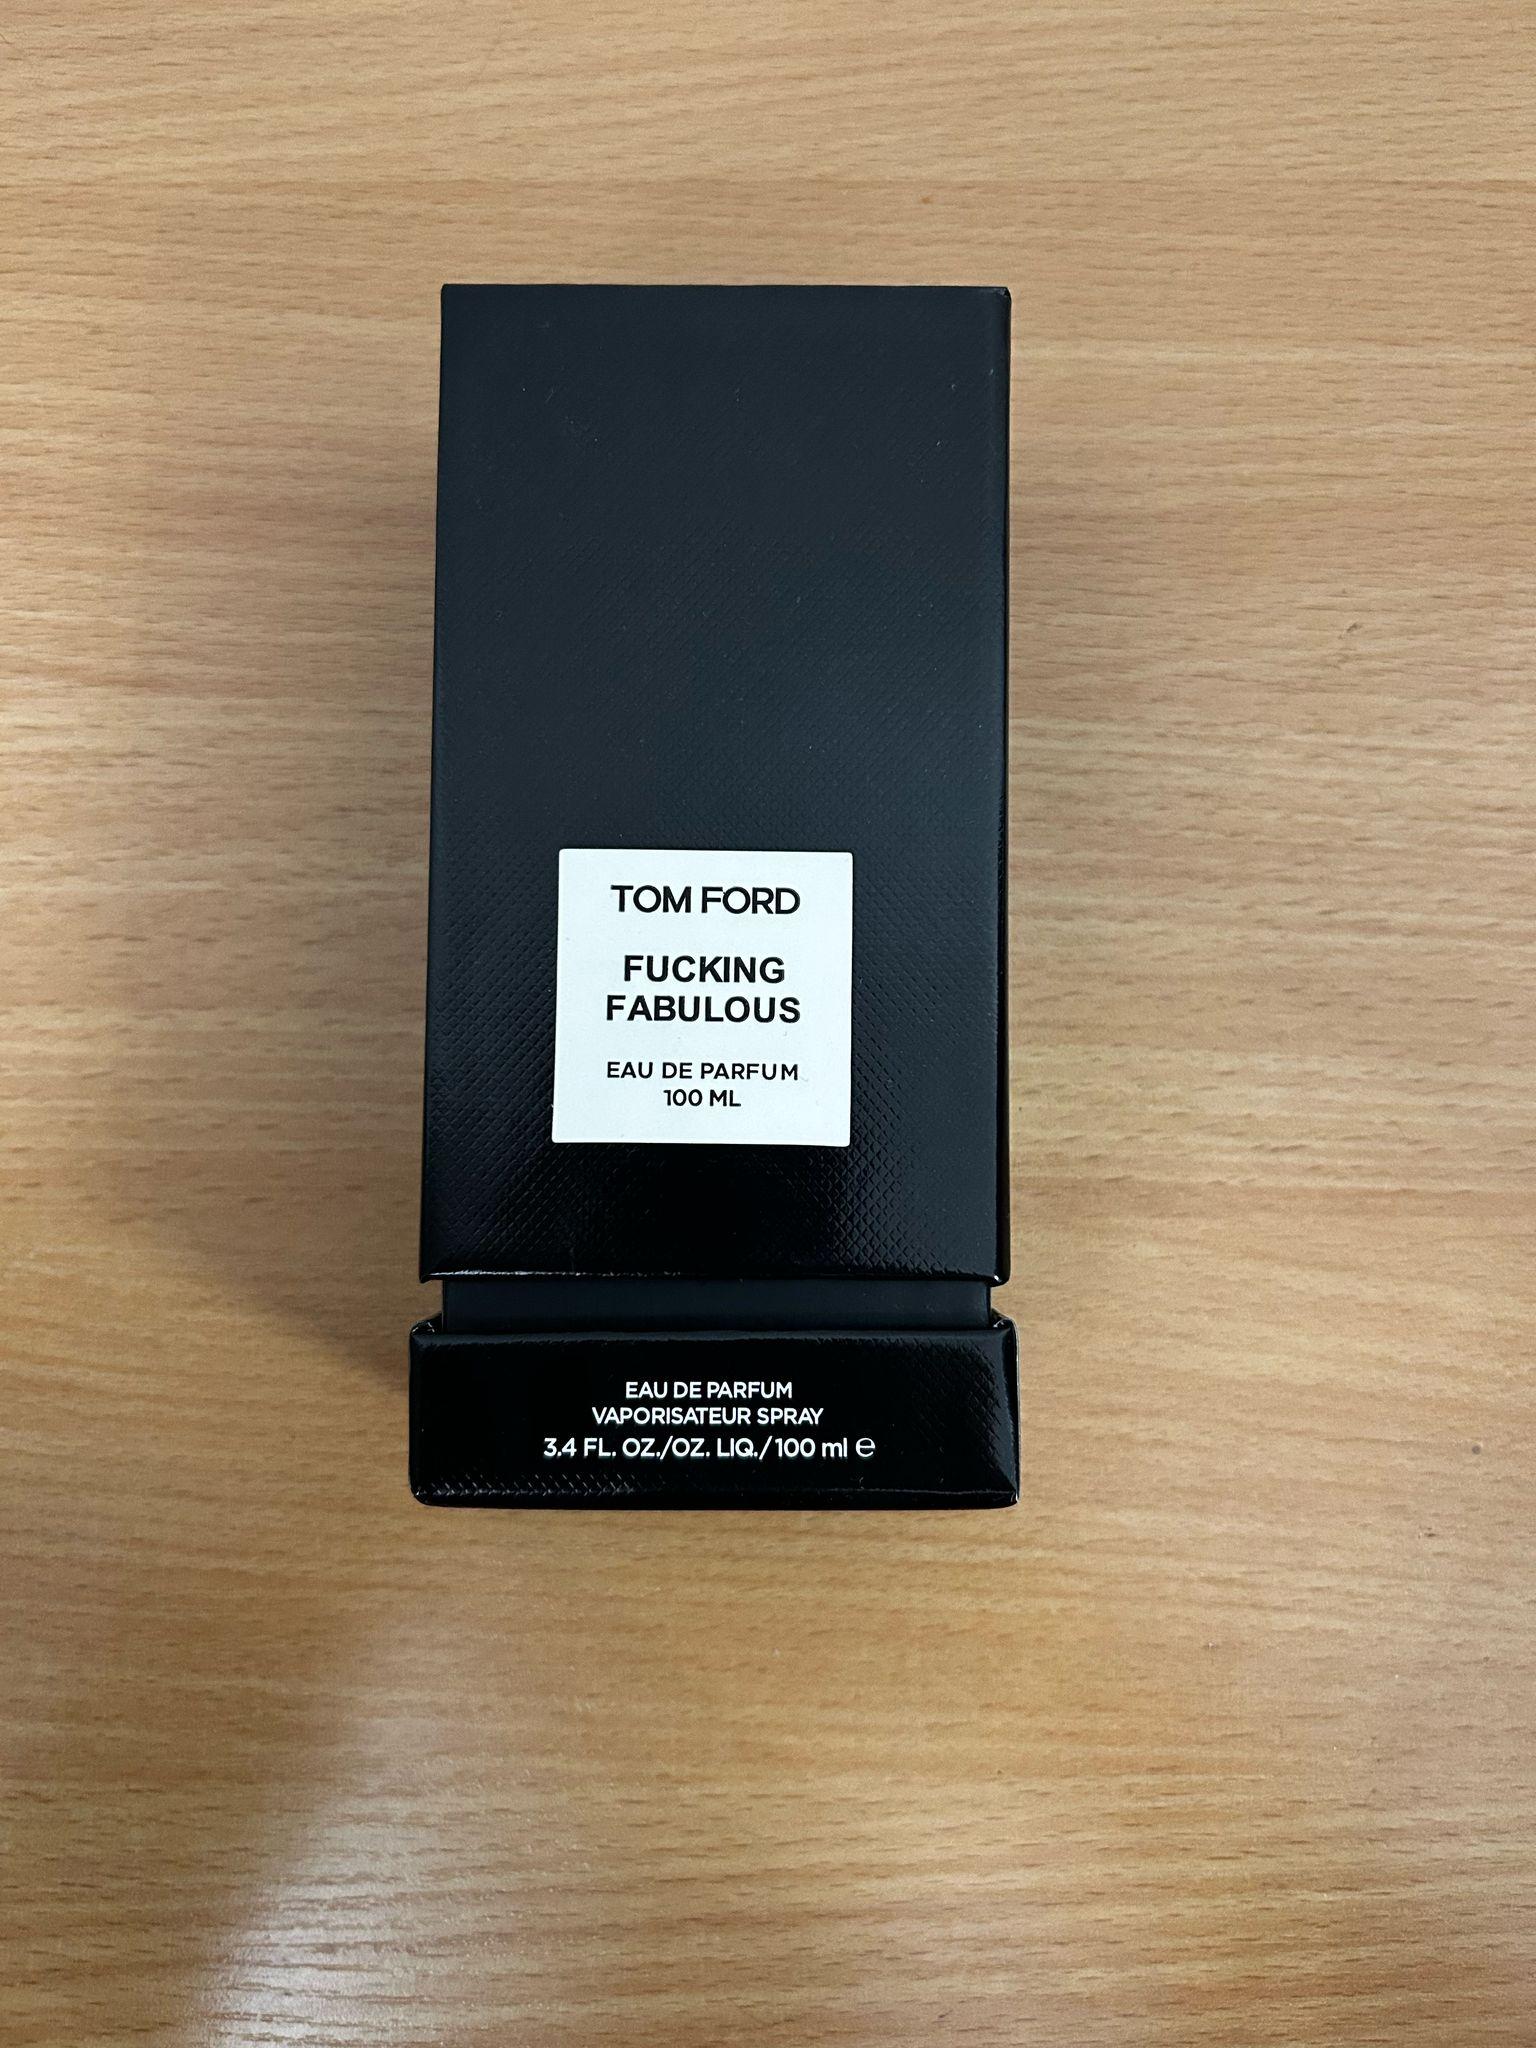 TOM FORD
FUCKING
FABULOUS
EAU DE PARFUM
100 ML
EAU DE PARFUM
VAPORISATEUR SPRAY
3.4 FL. OZ./OZ. LIQ./100 ml ℮